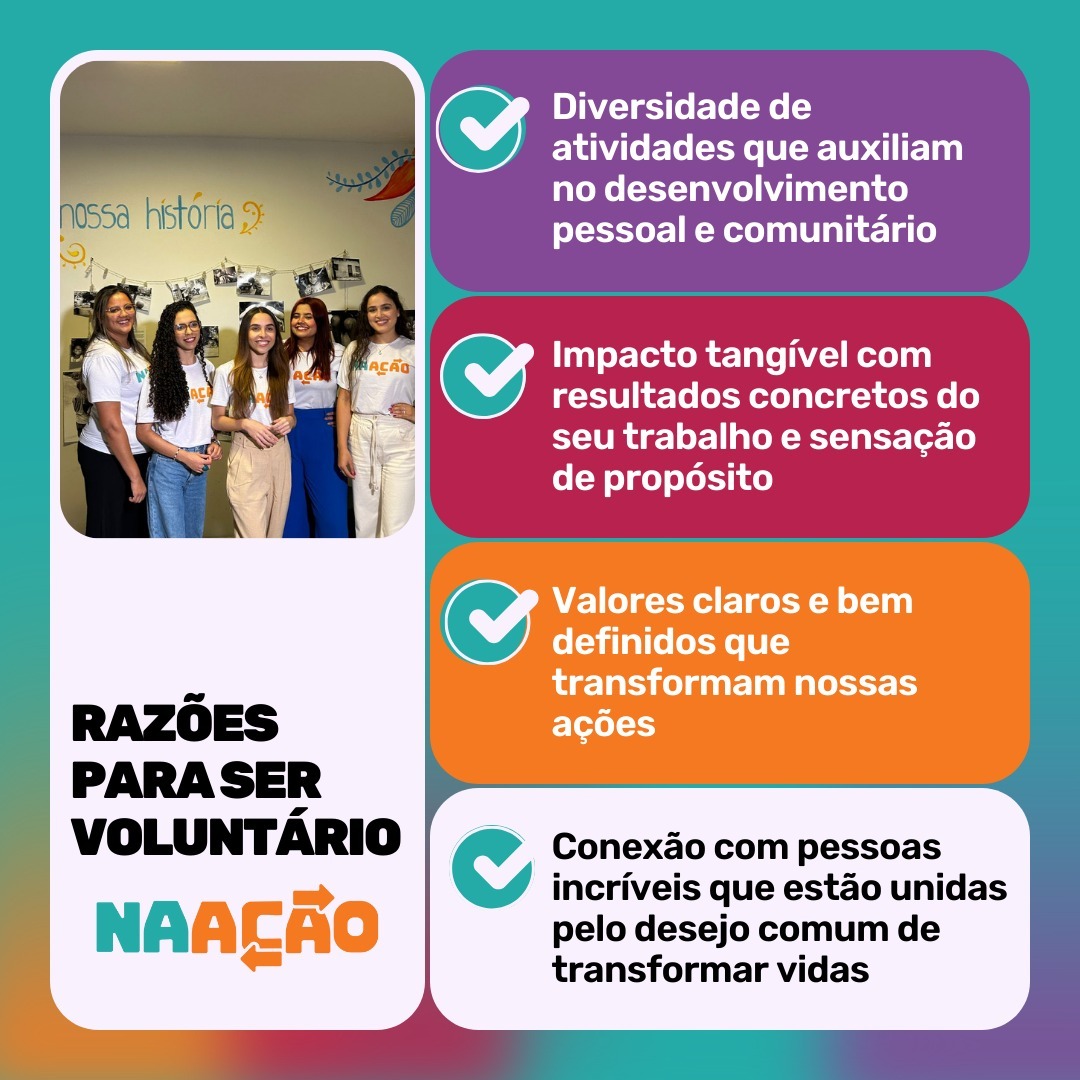 nossa história
RAZÕES
PARA SER
VOLUNTÁRIO
NAAÇÃO
Diversidade de
atividades que auxiliam
no desenvolvimento
pessoal e comunitário
Impacto tangível com
resultados concretos do
seu trabalho e sensação
de propósito
Valores claros e bem
definidos que
transformam nossas
ações
Conexão com pessoas
incríveis que estão unidas
pelo desejo comum de
transformar vidas